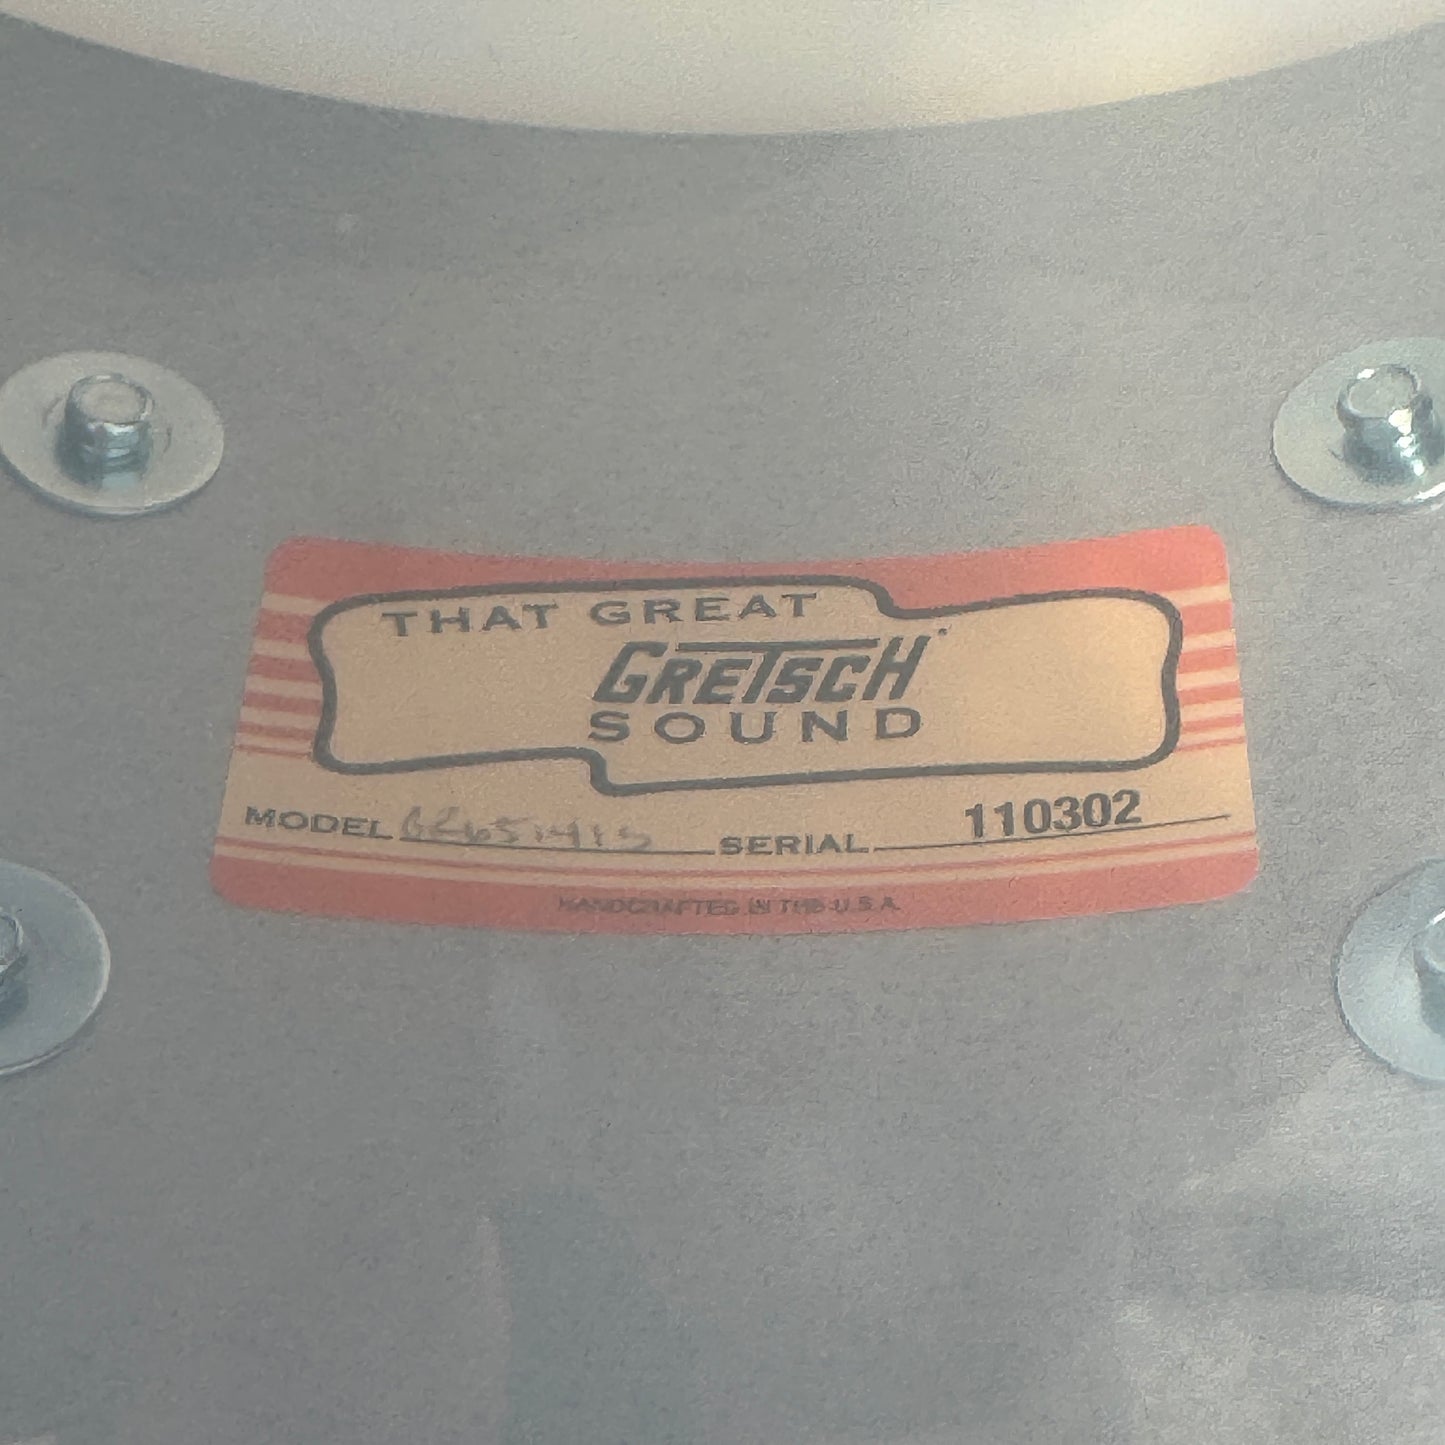 THAT GREAT
GRETSCH
SOUND
MODEL SERIAL 110302
HANDCRAFTED IN THE U.S.A.